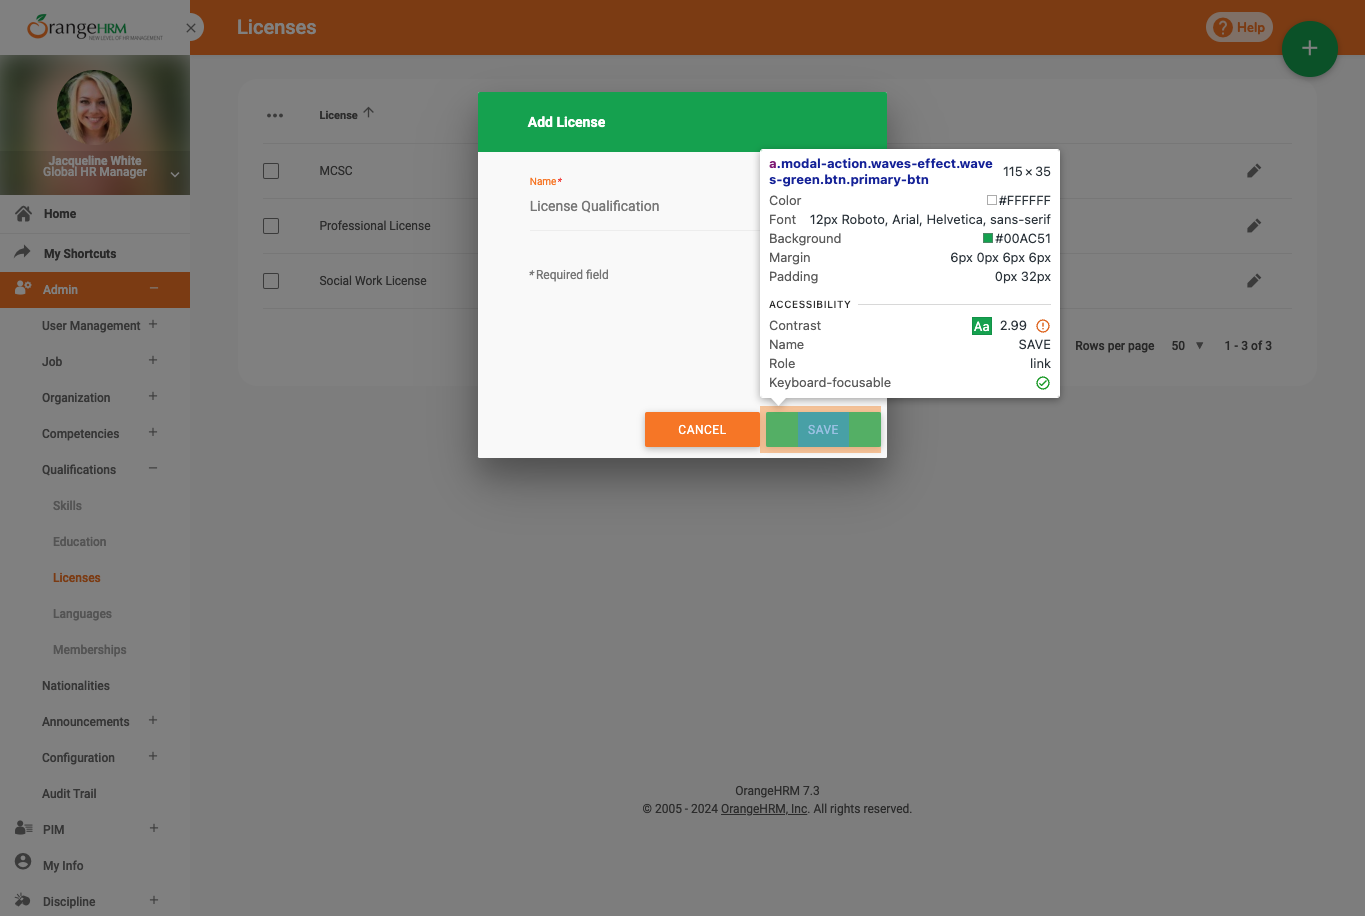 OrangeHRM
NEW LEVEL OF HR MANAGEMENT
Licenses
Help
Jacqueline White
Global HR Manager
Home
My Shortcuts
Admin
User Management
Job
Organization
Competencies
Qualifications
Skills
Education
Licenses
Languages
Memberships
Nationalities
Announcements
Configuration
Audit Trail
PIM
My Info
Discipline
License
MCSC
Professional License
Social Work License
Rows per page 50 1 - 3 of 3
Add License
Name*
License Qualification
* Required field
CANCEL
SAVE
a.modal-action.waves-effect.wave
s-green.btn.primary-btn
115 × 35
Color #FFFFFF
Font 12px Roboto, Arial, Helvetica, sans-serif
Background #00AC51
Margin 6px 0px 6px 6px
Padding 0px 32px
ACCESSIBILITY
Contrast Aa 2.99
Name SAVE
Role link
Keyboard-focusable
OrangeHRM 7.3
© 2005 - 2024 OrangeHRM, Inc. All rights reserved.